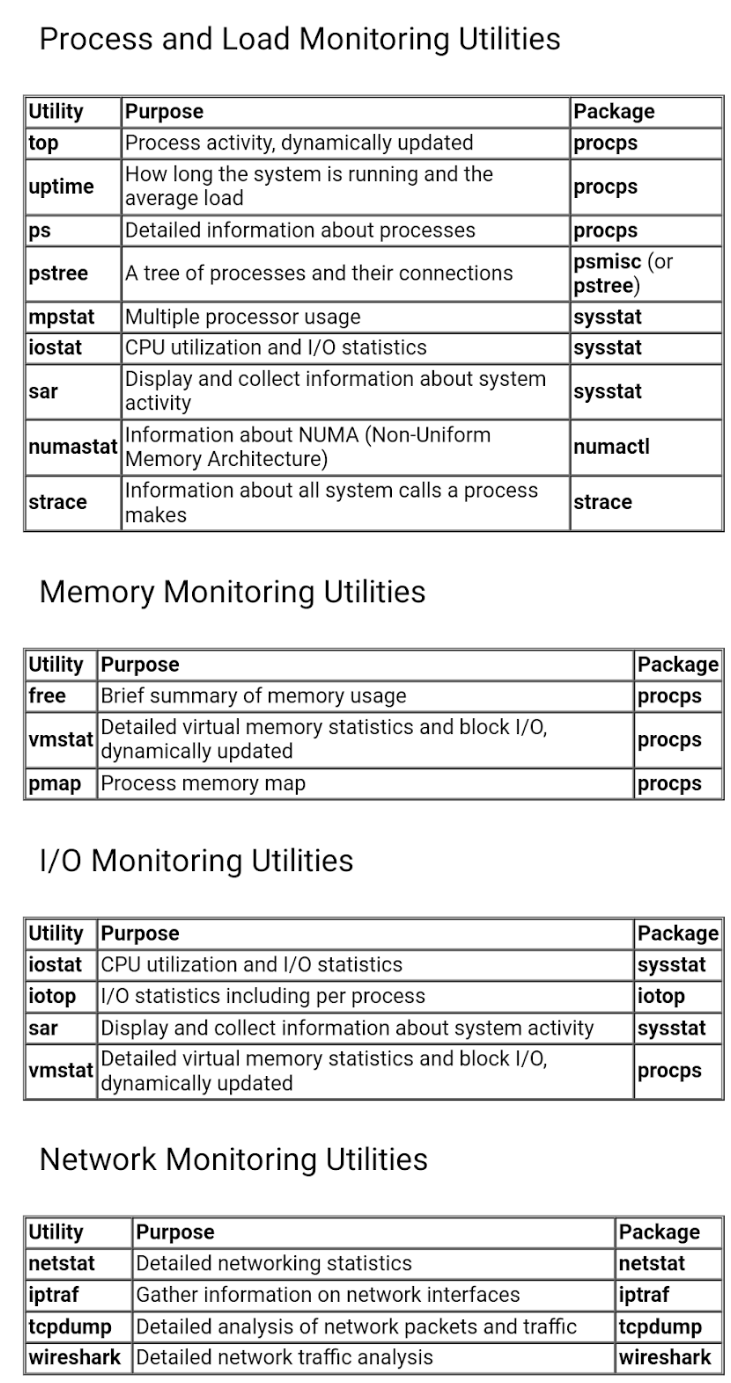 Process and Load Monitoring Utilities
Utility Purpose Package
top Process activity, dynamically updated procps
uptime How long the system is running and the average load procps
ps Detailed information about processes procps
pstree A tree of processes and their connections psmisc (or pstree)
mpstat Multiple processor usage sysstat
iostat CPU utilization and I/O statistics sysstat
sar Display and collect information about system activity sysstat
numastat Information about NUMA (Non-Uniform Memory Architecture) numactl
strace Information about all system calls a process makes strace
Memory Monitoring Utilities
Utility Purpose Package
free Brief summary of memory usage procps
vmstat Detailed virtual memory statistics and block I/O, dynamically updated procps
pmap Process memory map procps
I/O Monitoring Utilities
Utility Purpose Package
iostat CPU utilization and I/O statistics sysstat
iotop I/O statistics including per process iotop
sar Display and collect information about system activity sysstat
vmstat Detailed virtual memory statistics and block I/O, dynamically updated procps
Network Monitoring Utilities
Utility Purpose Package
netstat Detailed networking statistics netstat
iptraf Gather information on network interfaces iptraf
tcpdump Detailed analysis of network packets and traffic tcpdump
wireshark Detailed network traffic analysis wireshark